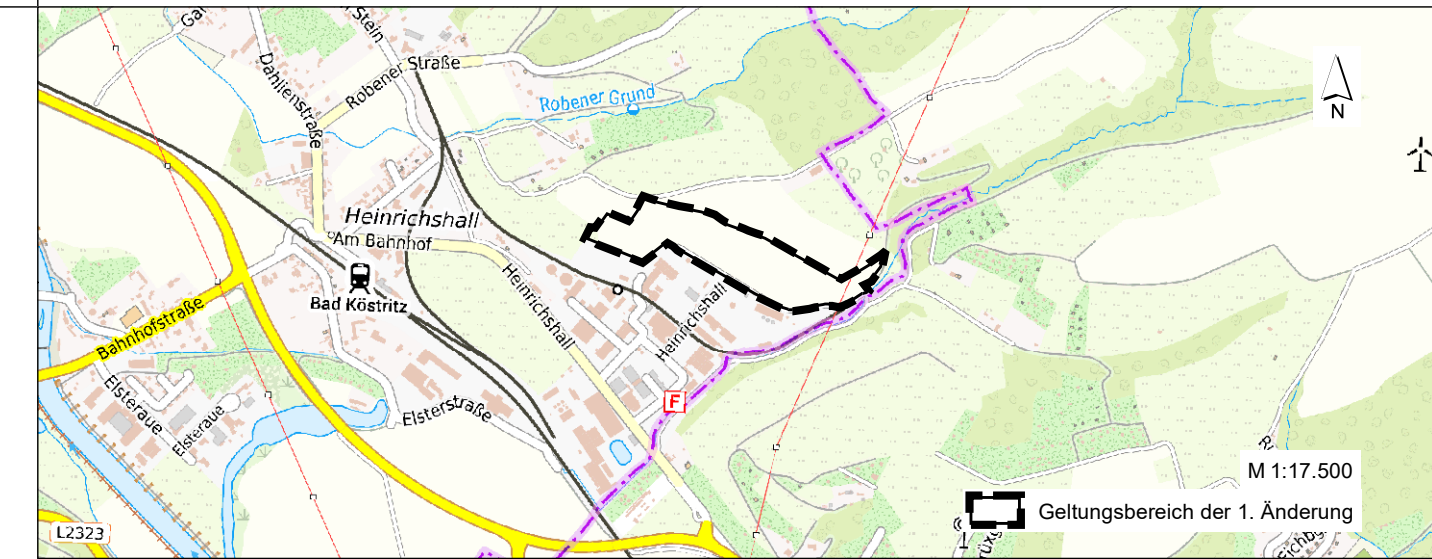 Stein
Dahlienstraße
Robener Straße
Robener Grund
N
Heinrichshall
Am Bahnhof
Bad Köstritz
Heinrichshall
Heinrichshall
Bahnhofstraße
Elsteraue
Elsteraue
Elsterstraße
F
L2323
M 1:17.500
Geltungsbereich der 1. Änderung